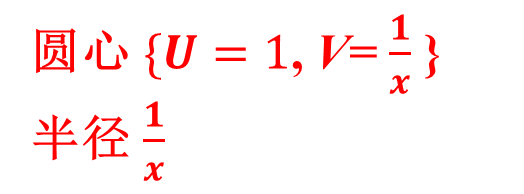 圆心 {U = 1, V= 1/x }
半径 1/x